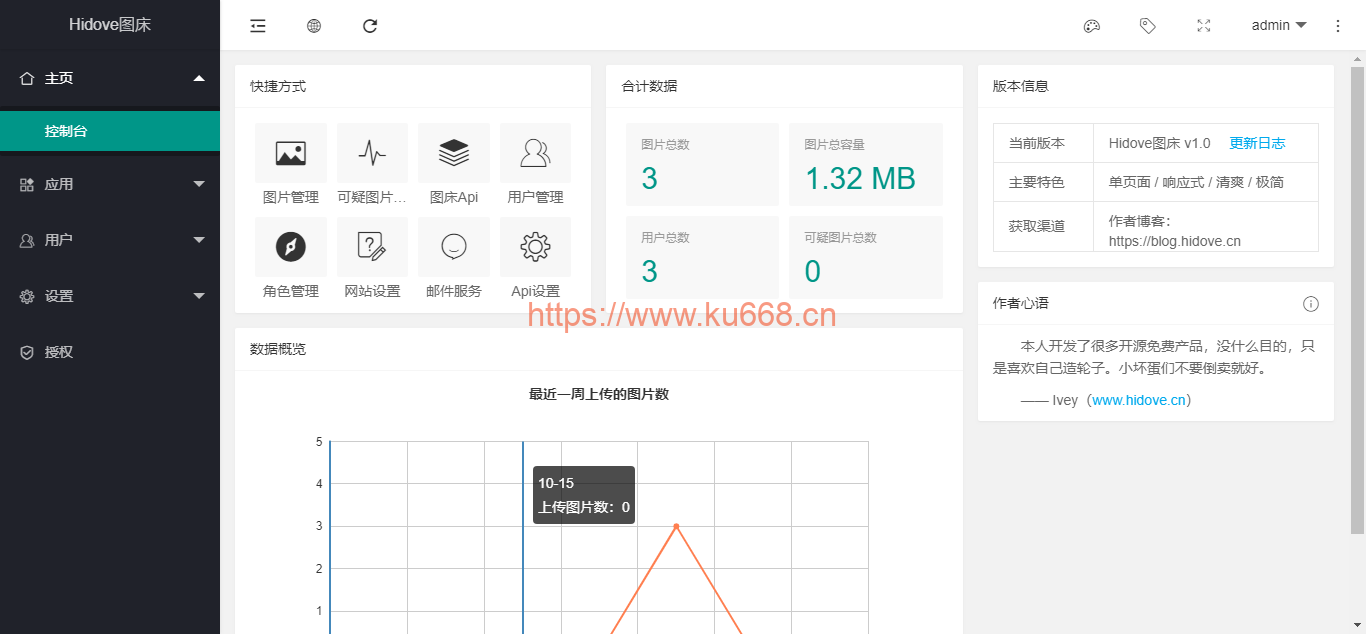 Hidove图床
admin
主页
控制台
应用
用户
设置
授权
快捷方式
图片管理
可疑图片...
图床Api
用户管理
角色管理
网站设置
邮件服务
Api设置
合计数据
图片总数
3
图片总容量
1.32 MB
用户总数
3
可疑图片总数
0
https://www.ku668.cn
版本信息
当前版本
Hidove图床 v1.0 更新日志
主要特色
单页面 / 响应式 / 清爽 / 极简
获取渠道
作者博客：
https://blog.hidove.cn
作者心语
本人开发了很多开源免费产品，没什么目的，只
是喜欢自己造轮子。小坏蛋们不要倒卖就好。
—— Ivey（www.hidove.cn）
数据概览
最近一周上传的图片数
5
4
3
2
1
10-15
上传图片数：0